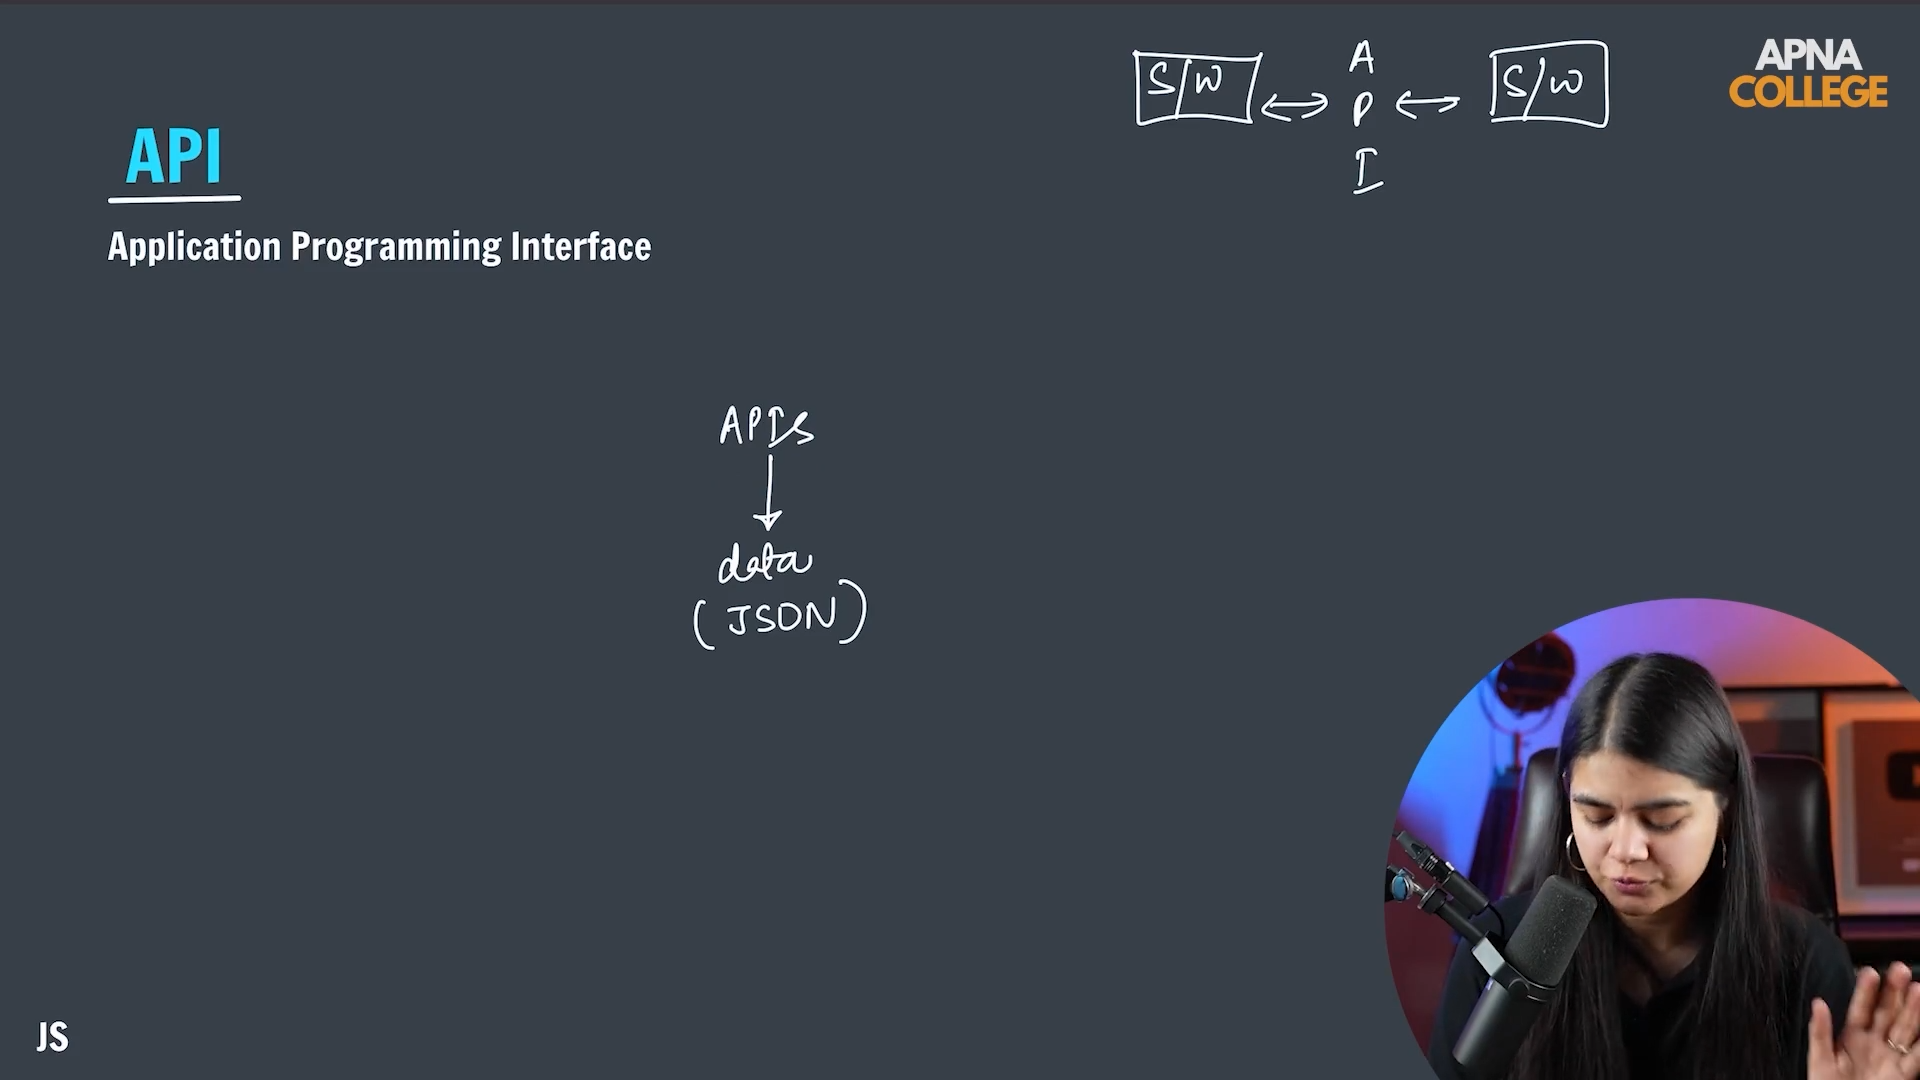 S/W A P I S/W
APNA
COLLEGE
API
Application Programming Interface
APIs
data
(JSON)
JS